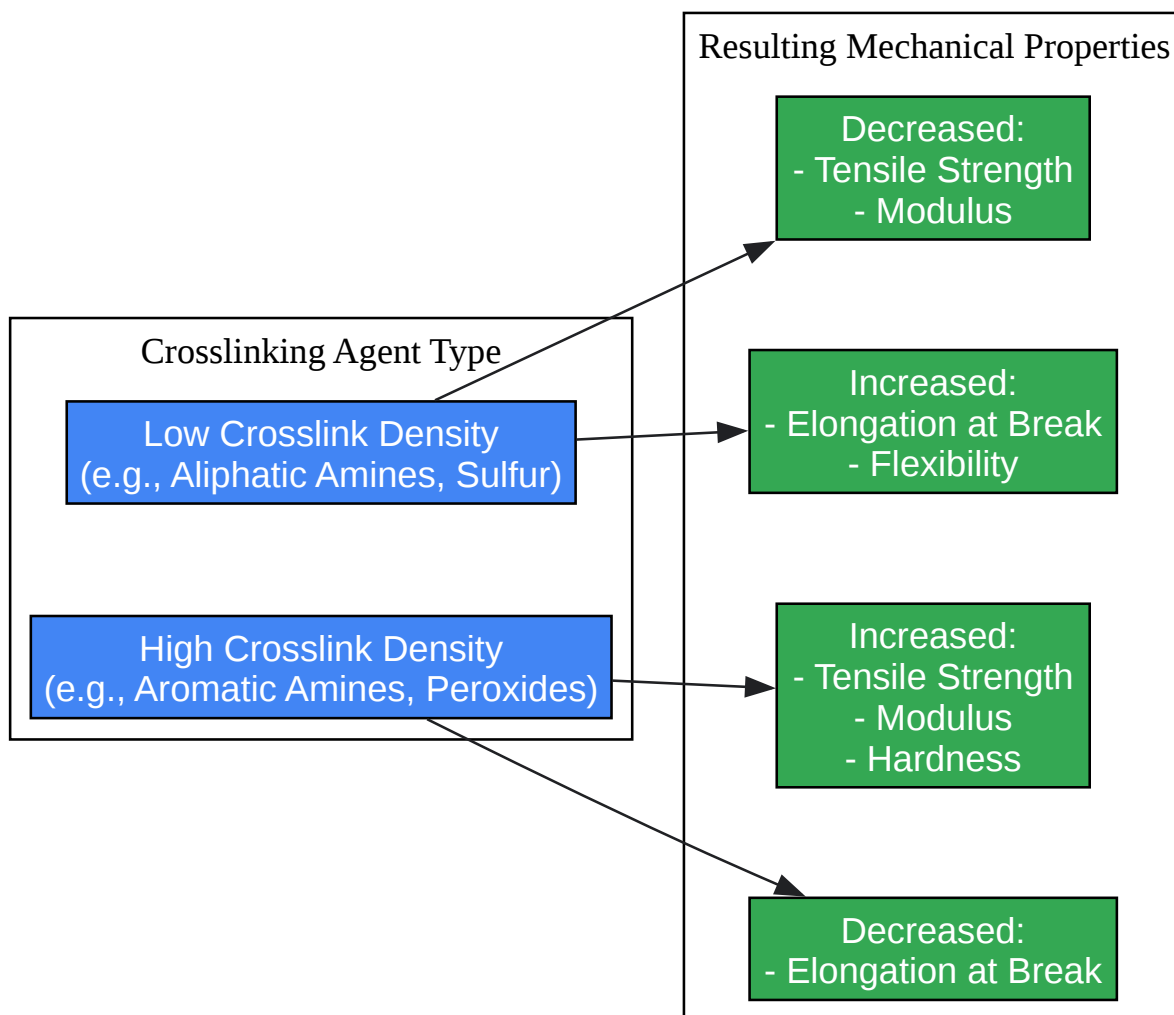 Resulting Mechanical Properties
Decreased:
- Tensile Strength
- Modulus
Crosslinking Agent Type
Low Crosslink Density
(e.g., Aliphatic Amines, Sulfur)
Increased:
- Elongation at Break
- Flexibility
High Crosslink Density
(e.g., Aromatic Amines, Peroxides)
Increased:
- Tensile Strength
- Modulus
- Hardness
Decreased:
- Elongation at Break